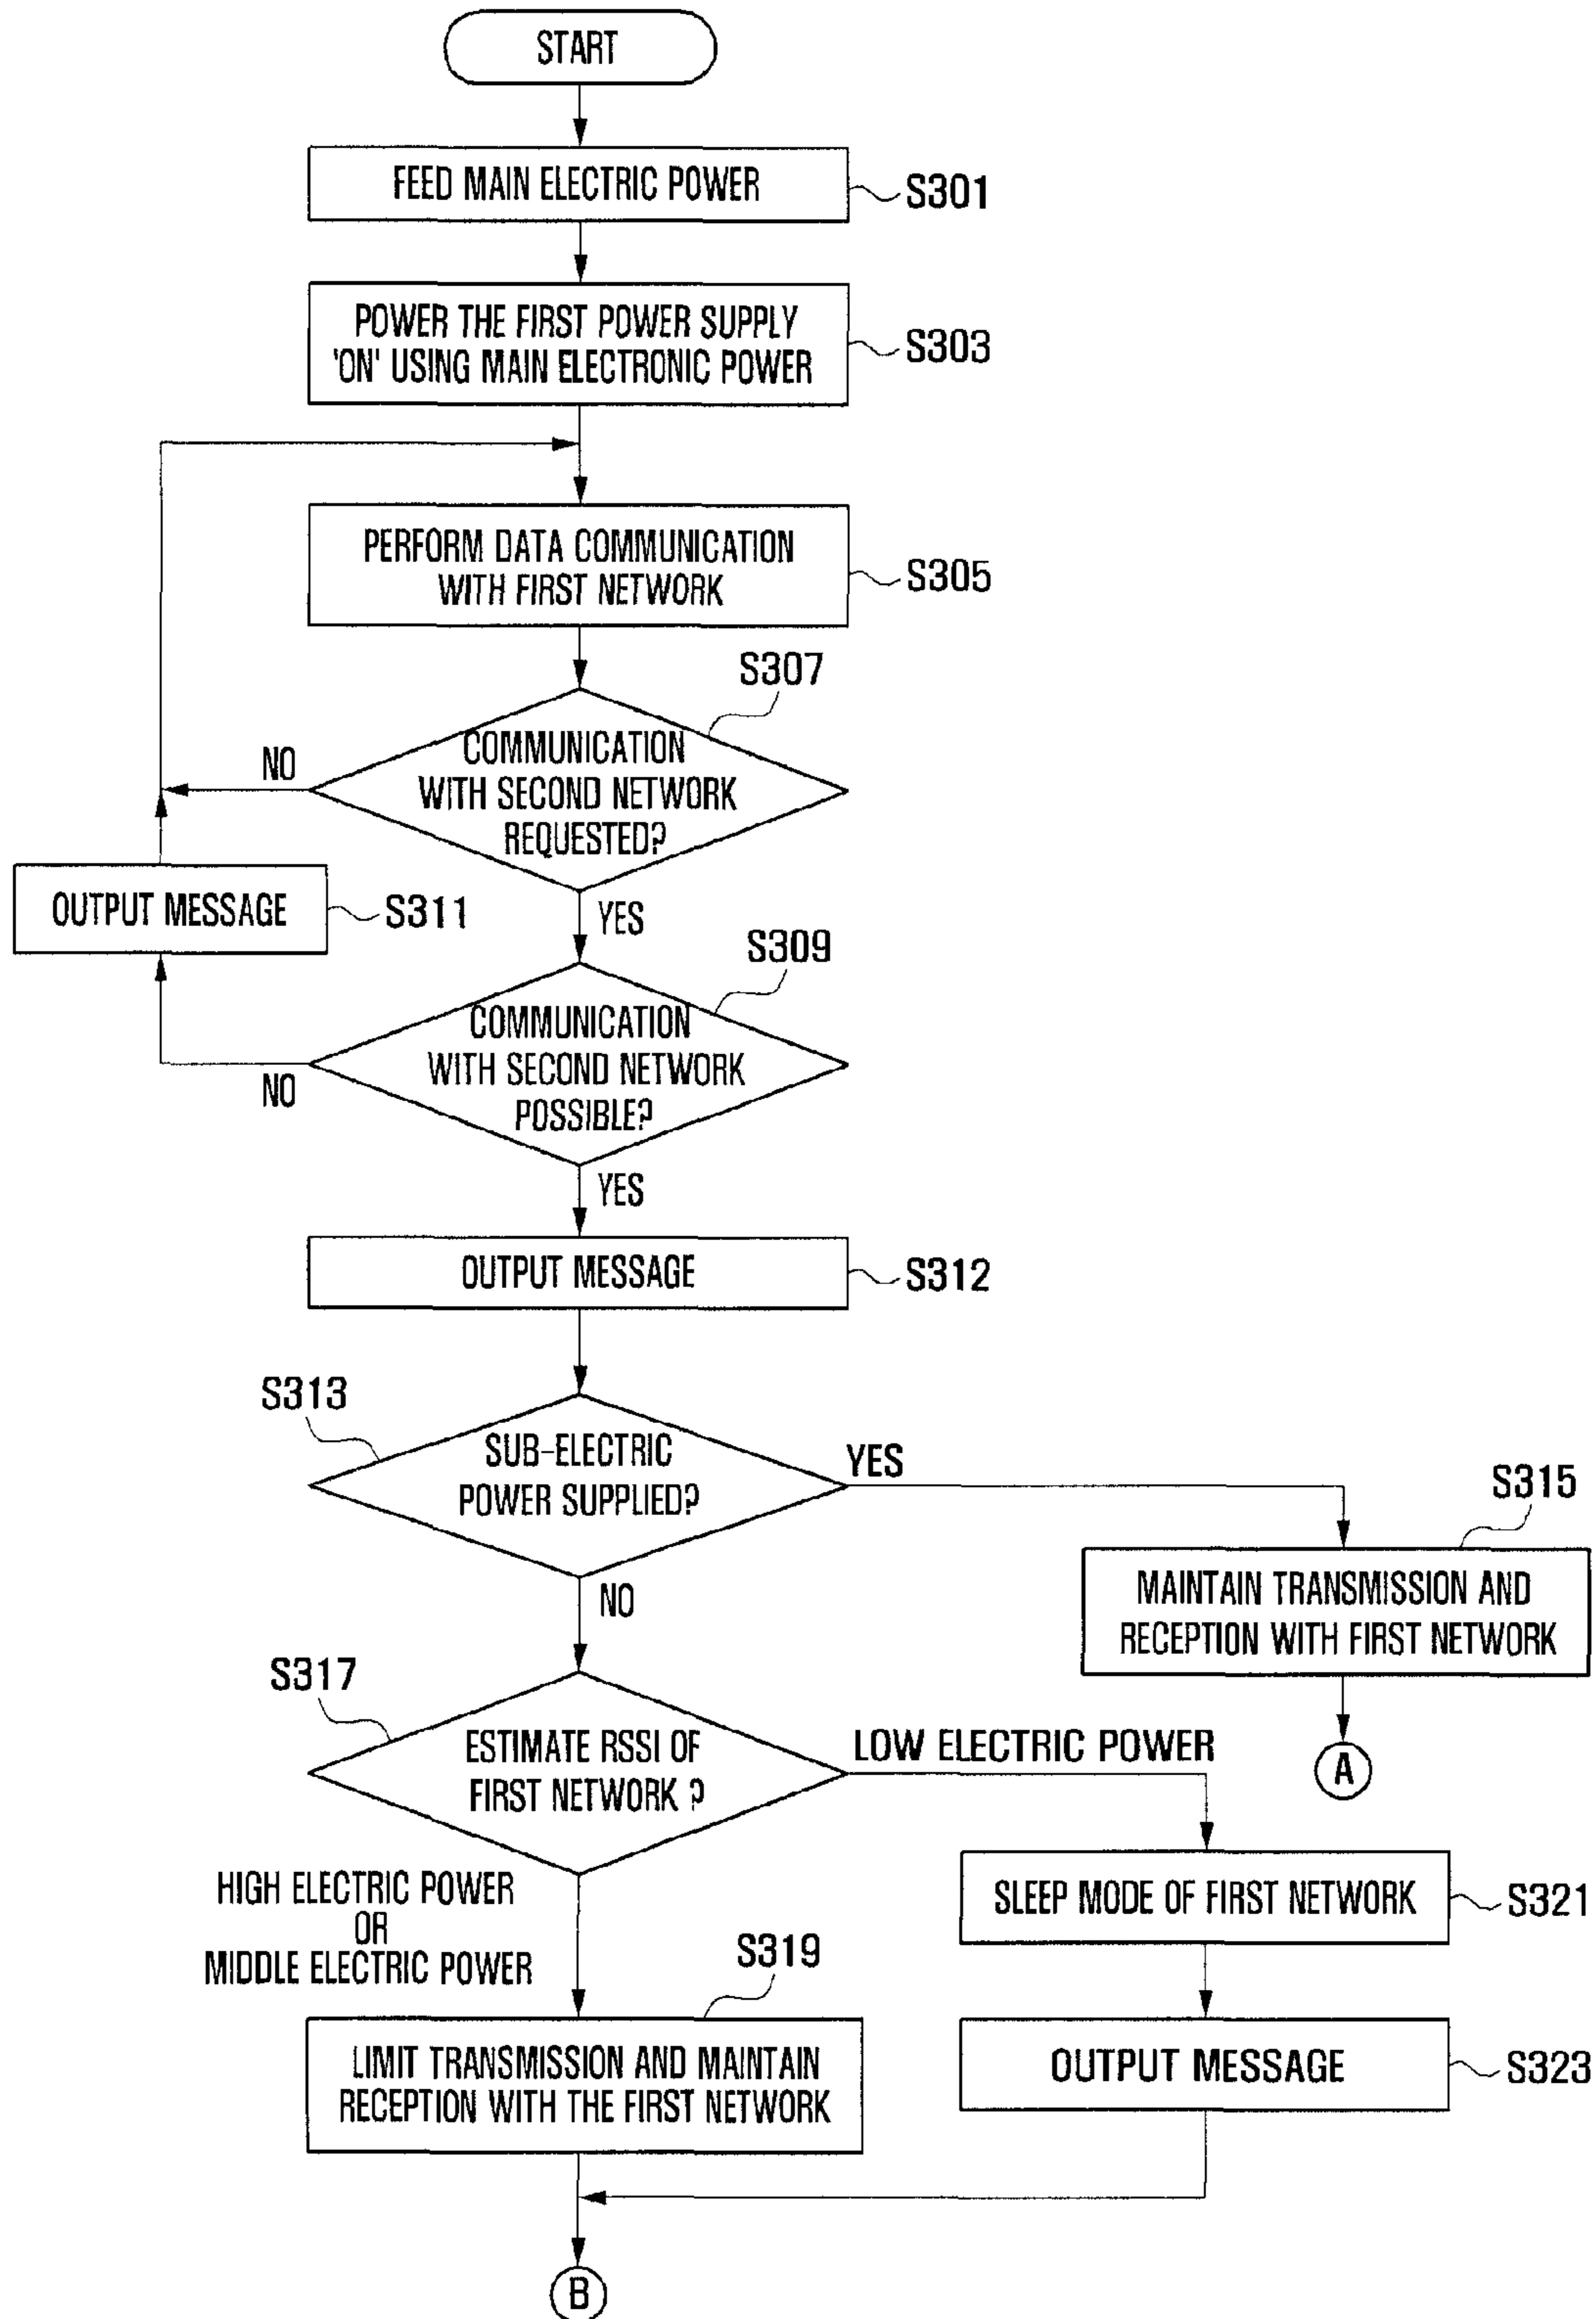 START
FEED MAIN ELECTRIC POWER
S301
POWER THE FIRST POWER SUPPLY
'ON' USING MAIN ELECTRONIC POWER
S303
PERFORM DATA COMMUNICATION
WITH FIRST NETWORK
S305
S307
COMMUNICATION
WITH SECOND NETWORK
REQUESTED?
NO
YES
OUTPUT MESSAGE
S311
S309
COMMUNICATION
WITH SECOND NETWORK
POSSIBLE?
NO
YES
OUTPUT MESSAGE
S312
S313
SUB-ELECTRIC
POWER SUPPLIED?
YES
NO
S315
MAINTAIN TRANSMISSION AND
RECEPTION WITH FIRST NETWORK
A
S317
ESTIMATE RSSI OF
FIRST NETWORK ?
LOW ELECTRIC POWER
HIGH ELECTRIC POWER
OR
MIDDLE ELECTRIC POWER
SLEEP MODE OF FIRST NETWORK
S321
S319
LIMIT TRANSMISSION AND MAINTAIN
RECEPTION WITH THE FIRST NETWORK
OUTPUT MESSAGE
S323
B